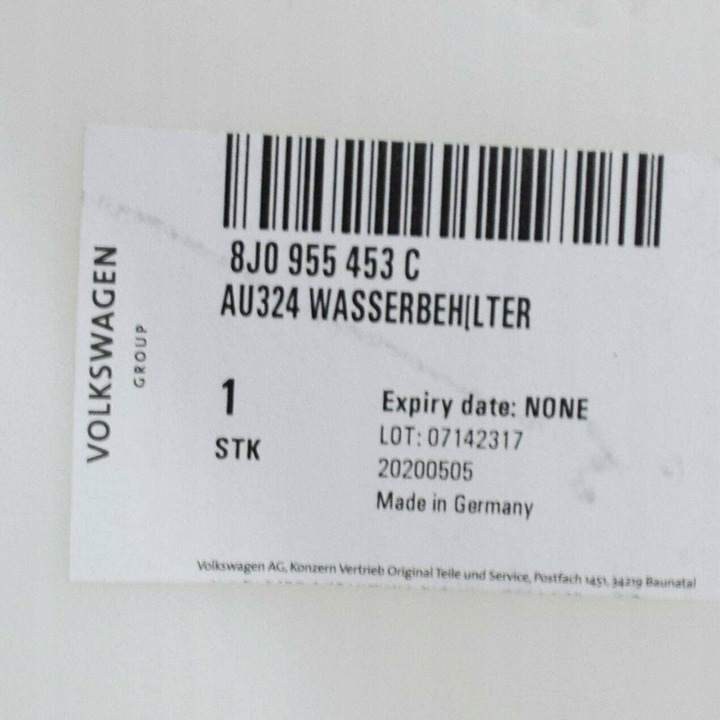 8J0 955 453 C
AU324 WASSERBEH[LTER
VOLKSWAGEN
GROUP
1
STK
Expiry date: NONE
LOT: 07142317
20200505
Made in Germany
Volkswagen AG, Konzern Vertrieb Original Teile und Service, Postfach 1451, 34219 Baunatal